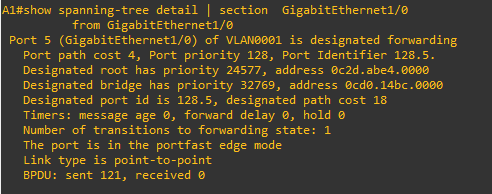 A1#show spanning-tree detail | section  GigabitEthernet1/0
          from GigabitEthernet1/0
 Port 5 (GigabitEthernet1/0) of VLAN0001 is designated forwarding
   Port path cost 4, Port priority 128, Port Identifier 128.5.
   Designated root has priority 24577, address 0c2d.abe4.0000
   Designated bridge has priority 32769, address 0cd0.14bc.0000
   Designated port id is 128.5, designated path cost 18
   Timers: message age 0, forward delay 0, hold 0
   Number of transitions to forwarding state: 1
   The port is in the portfast edge mode
   Link type is point-to-point
   BPDU: sent 121, received 0